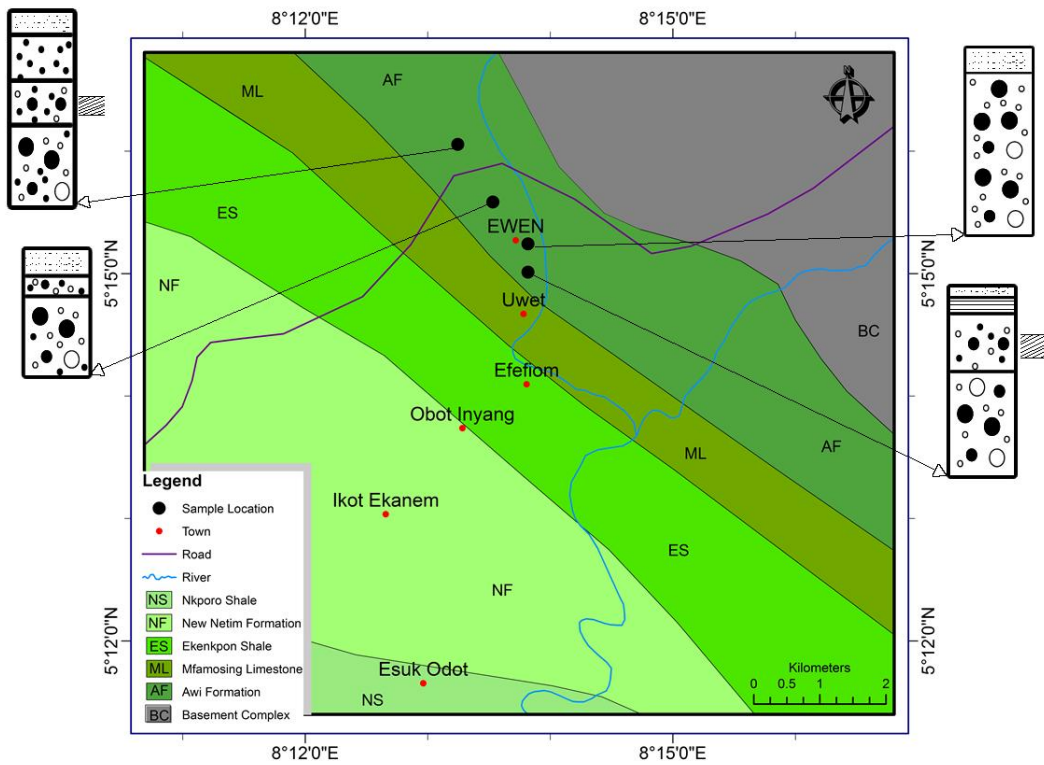 8°12'0"E
8°15'0"E
AF
ML
ES
EWEN
5°15'0"N
5°15'0"N
NF
Uwet
BC
Efefiom
Obot Inyang
AF
ML
Legend
Sample Location
Ikot Ekanem
Town
Road
ES
River
NF
NS Nkporo Shale
NF New Netim Formation
5°12'0"N
5°12'0"N
ES Ekenkpon Shale
Esuk Odot
Kilometers
ML Mfamosing Limestone
0 0.5 1 2
AF Awi Formation
NS
BC Basement Complex
8°12'0"E
8°15'0"E